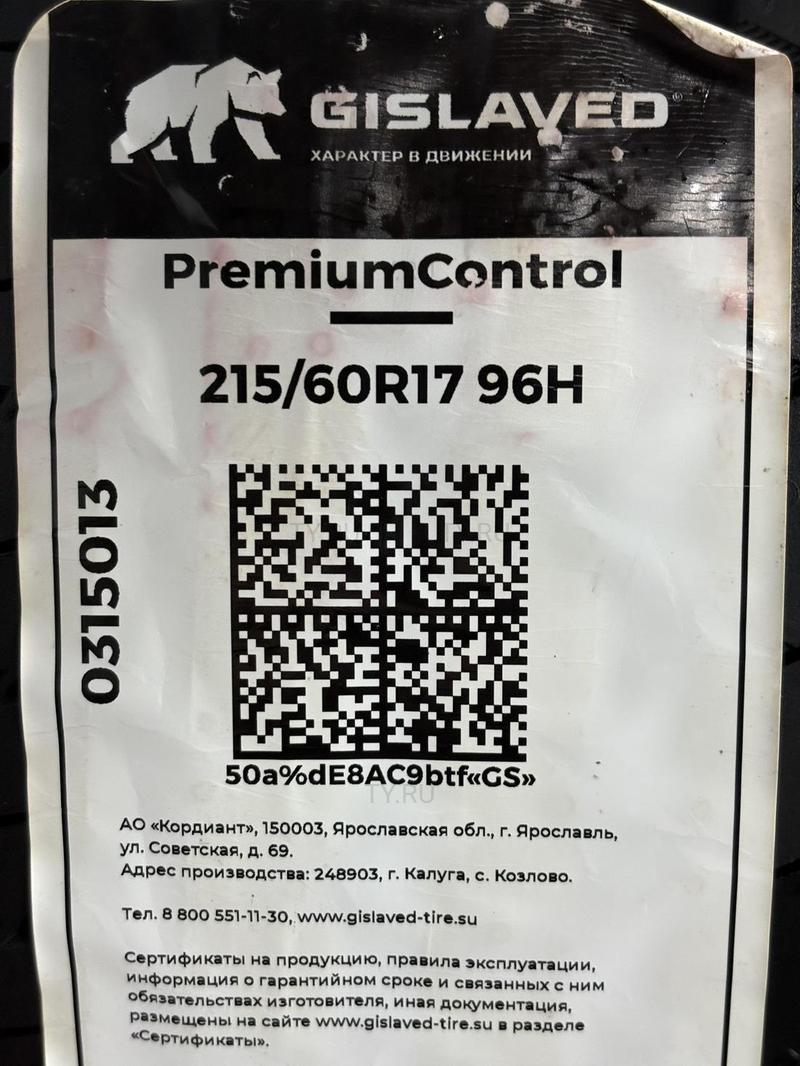 GISLAVED®
ХАРАКТЕР В ДВИЖЕНИИ
PremiumControl
215/60R17 96H
0315013
50a%dE8AC9btf«GS»
TY.RU
АО «Кордиант», 150003, Ярославская обл., г. Ярославль,
ул. Советская, д. 69.
Адрес производства: 248903, г. Калуга, с. Козлово.
Тел. 8 800 551-11-30, www.gislaved-tire.su
Сертификаты на продукцию, правила эксплуатации,
информация о гарантийном сроке и связанных с ним
обязательствах изготовителя, иная документация,
размещены на сайте www.gislaved-tire.su в разделе
«Сертификаты».